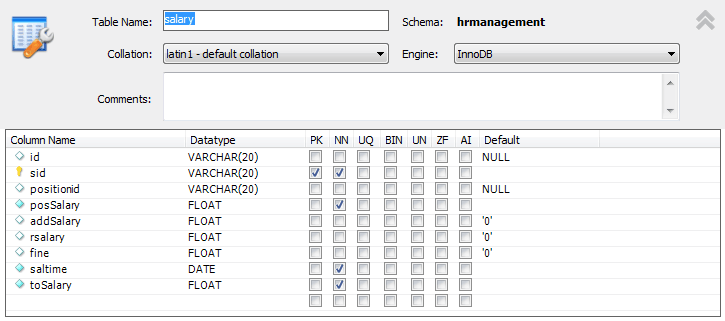 Table Name: salary Schema: hrmanagement
Collation: latin1 - default collation Engine: InnoDB
Comments:
Column Name Datatype PK NN UQ BIN UN ZF AI Default
id VARCHAR(20) NULL
sid VARCHAR(20)
positionid VARCHAR(20) NULL
posSalary FLOAT
addSalary FLOAT '0'
rsalary FLOAT '0'
fine FLOAT '0'
saltime DATE
toSalary FLOAT